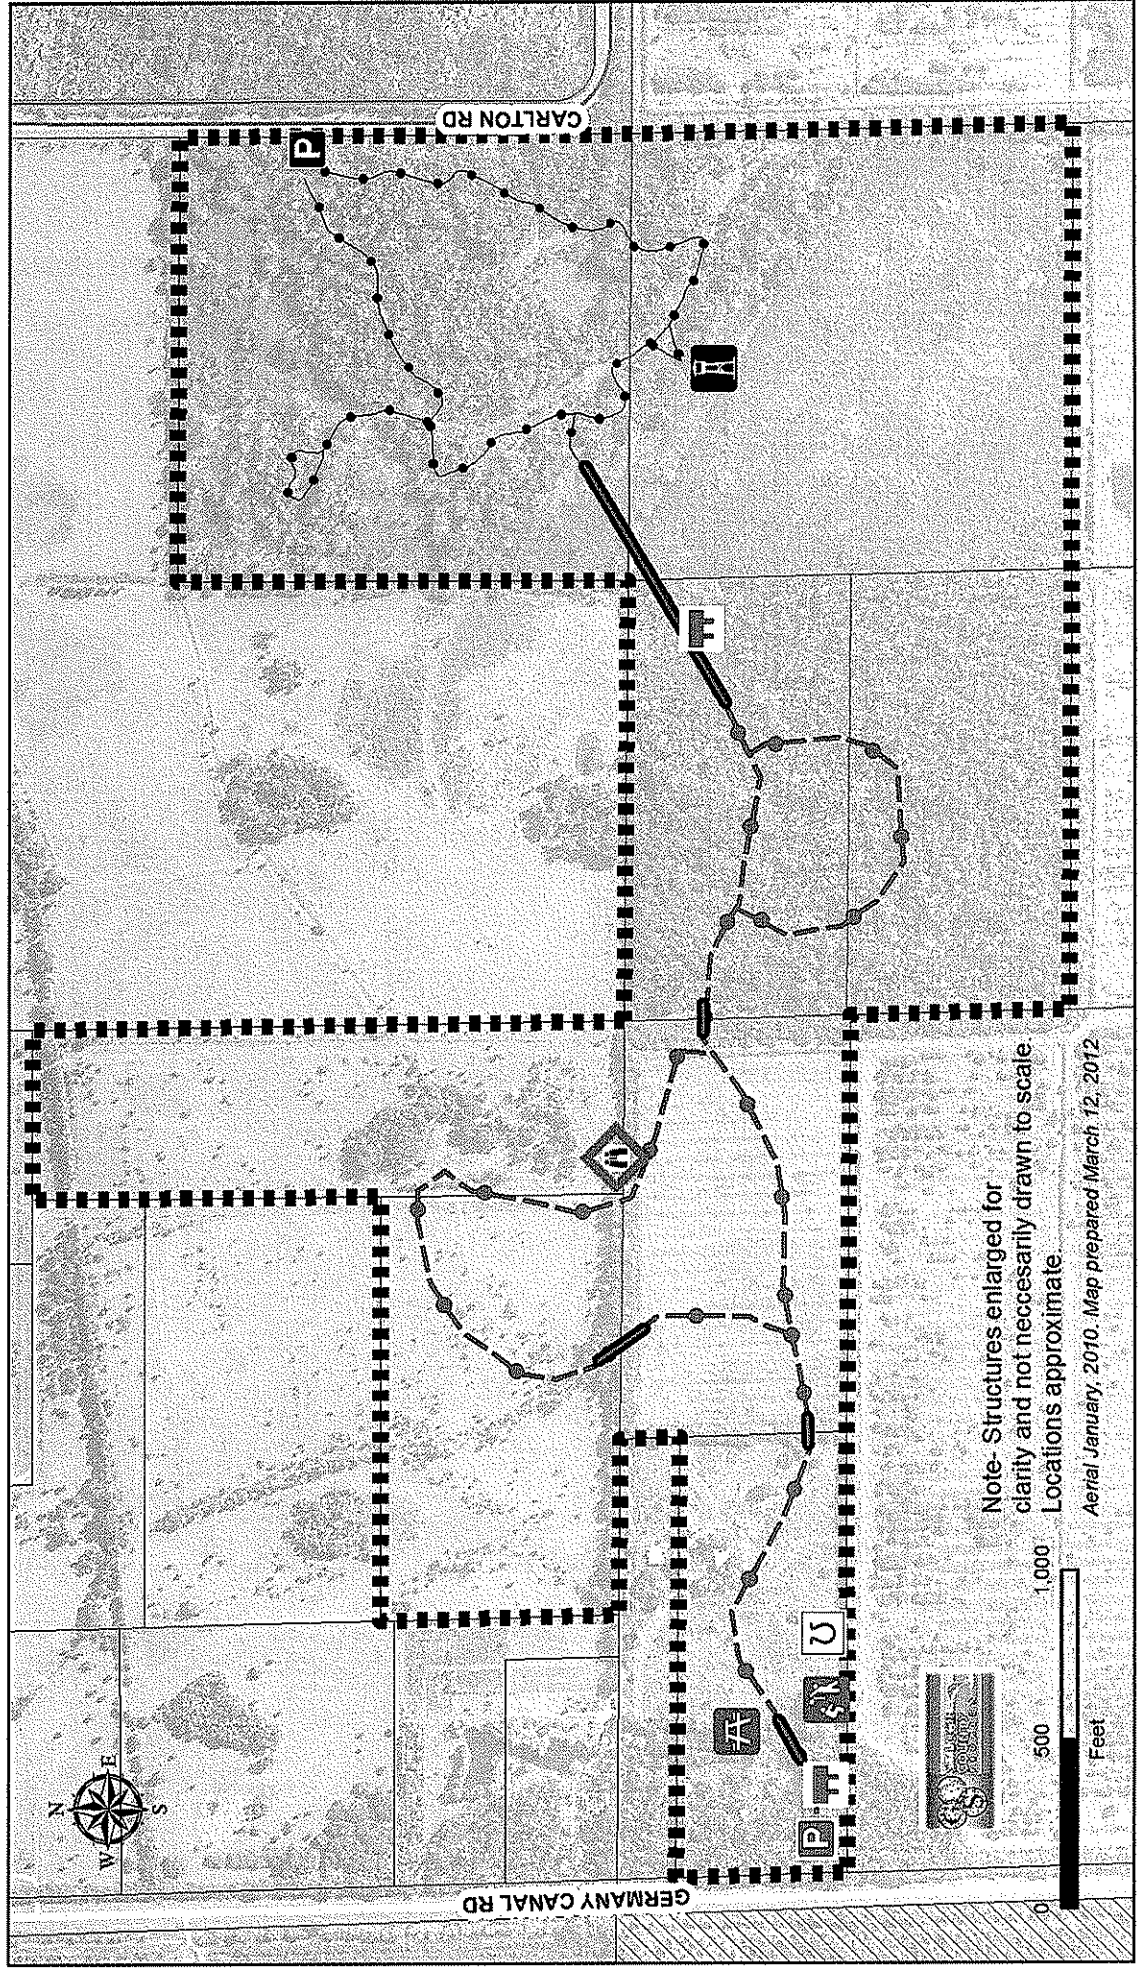 CARLTON RD
P
N
W E
S
GERMANY CANAL RD
P
Note- Structures enlarged for
clarity and not neccesarily drawn to scale.
Locations approximate.
Aerial January, 2010. Map prepared March 12, 2012
0 500 1,000
Feet